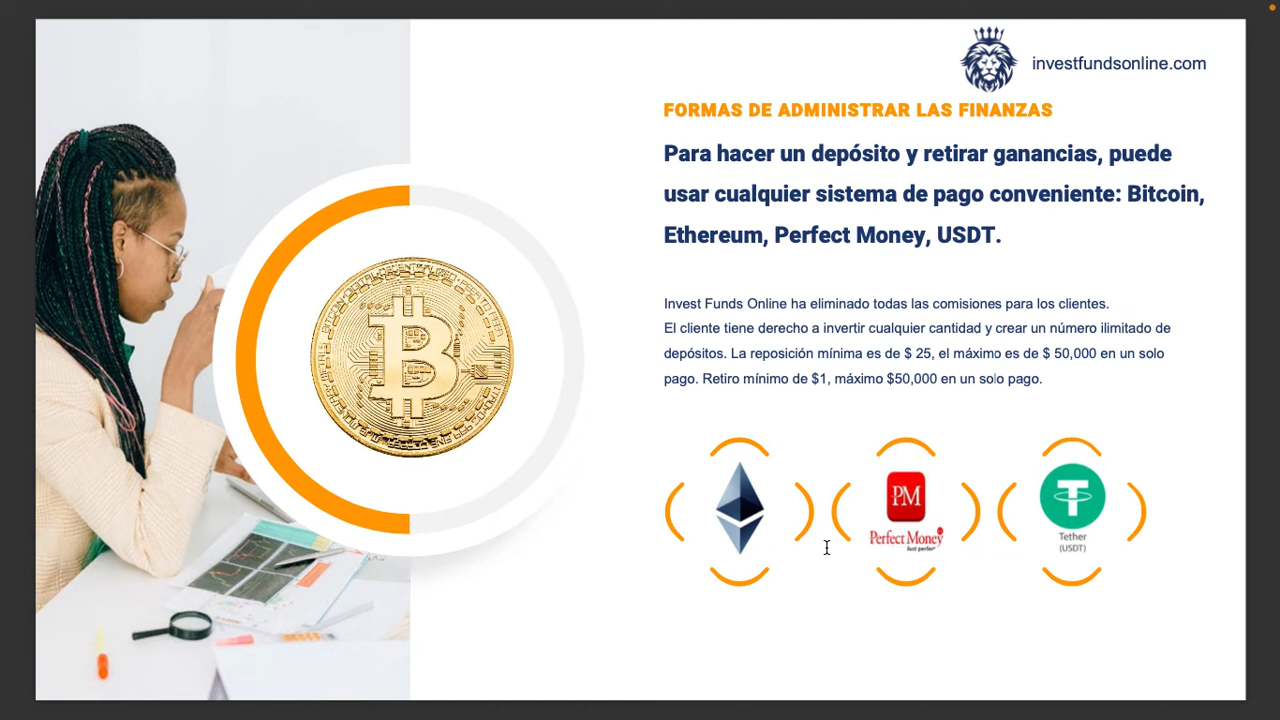 investfundsonline.com
FORMAS DE ADMINISTRAR LAS FINANZAS
Para hacer un depósito y retirar ganancias, puede
usar cualquier sistema de pago conveniente: Bitcoin,
Ethereum, Perfect Money, USDT.
Invest Funds Online ha eliminado todas las comisiones para los clientes.
El cliente tiene derecho a invertir cualquier cantidad y crear un número ilimitado de
depósitos. La reposición mínima es de $ 25, el máximo es de $ 50,000 en un solo
pago. Retiro mínimo de $1, máximo $50,000 en un solo pago.
PM
Perfect Money
Tether
(USDT)